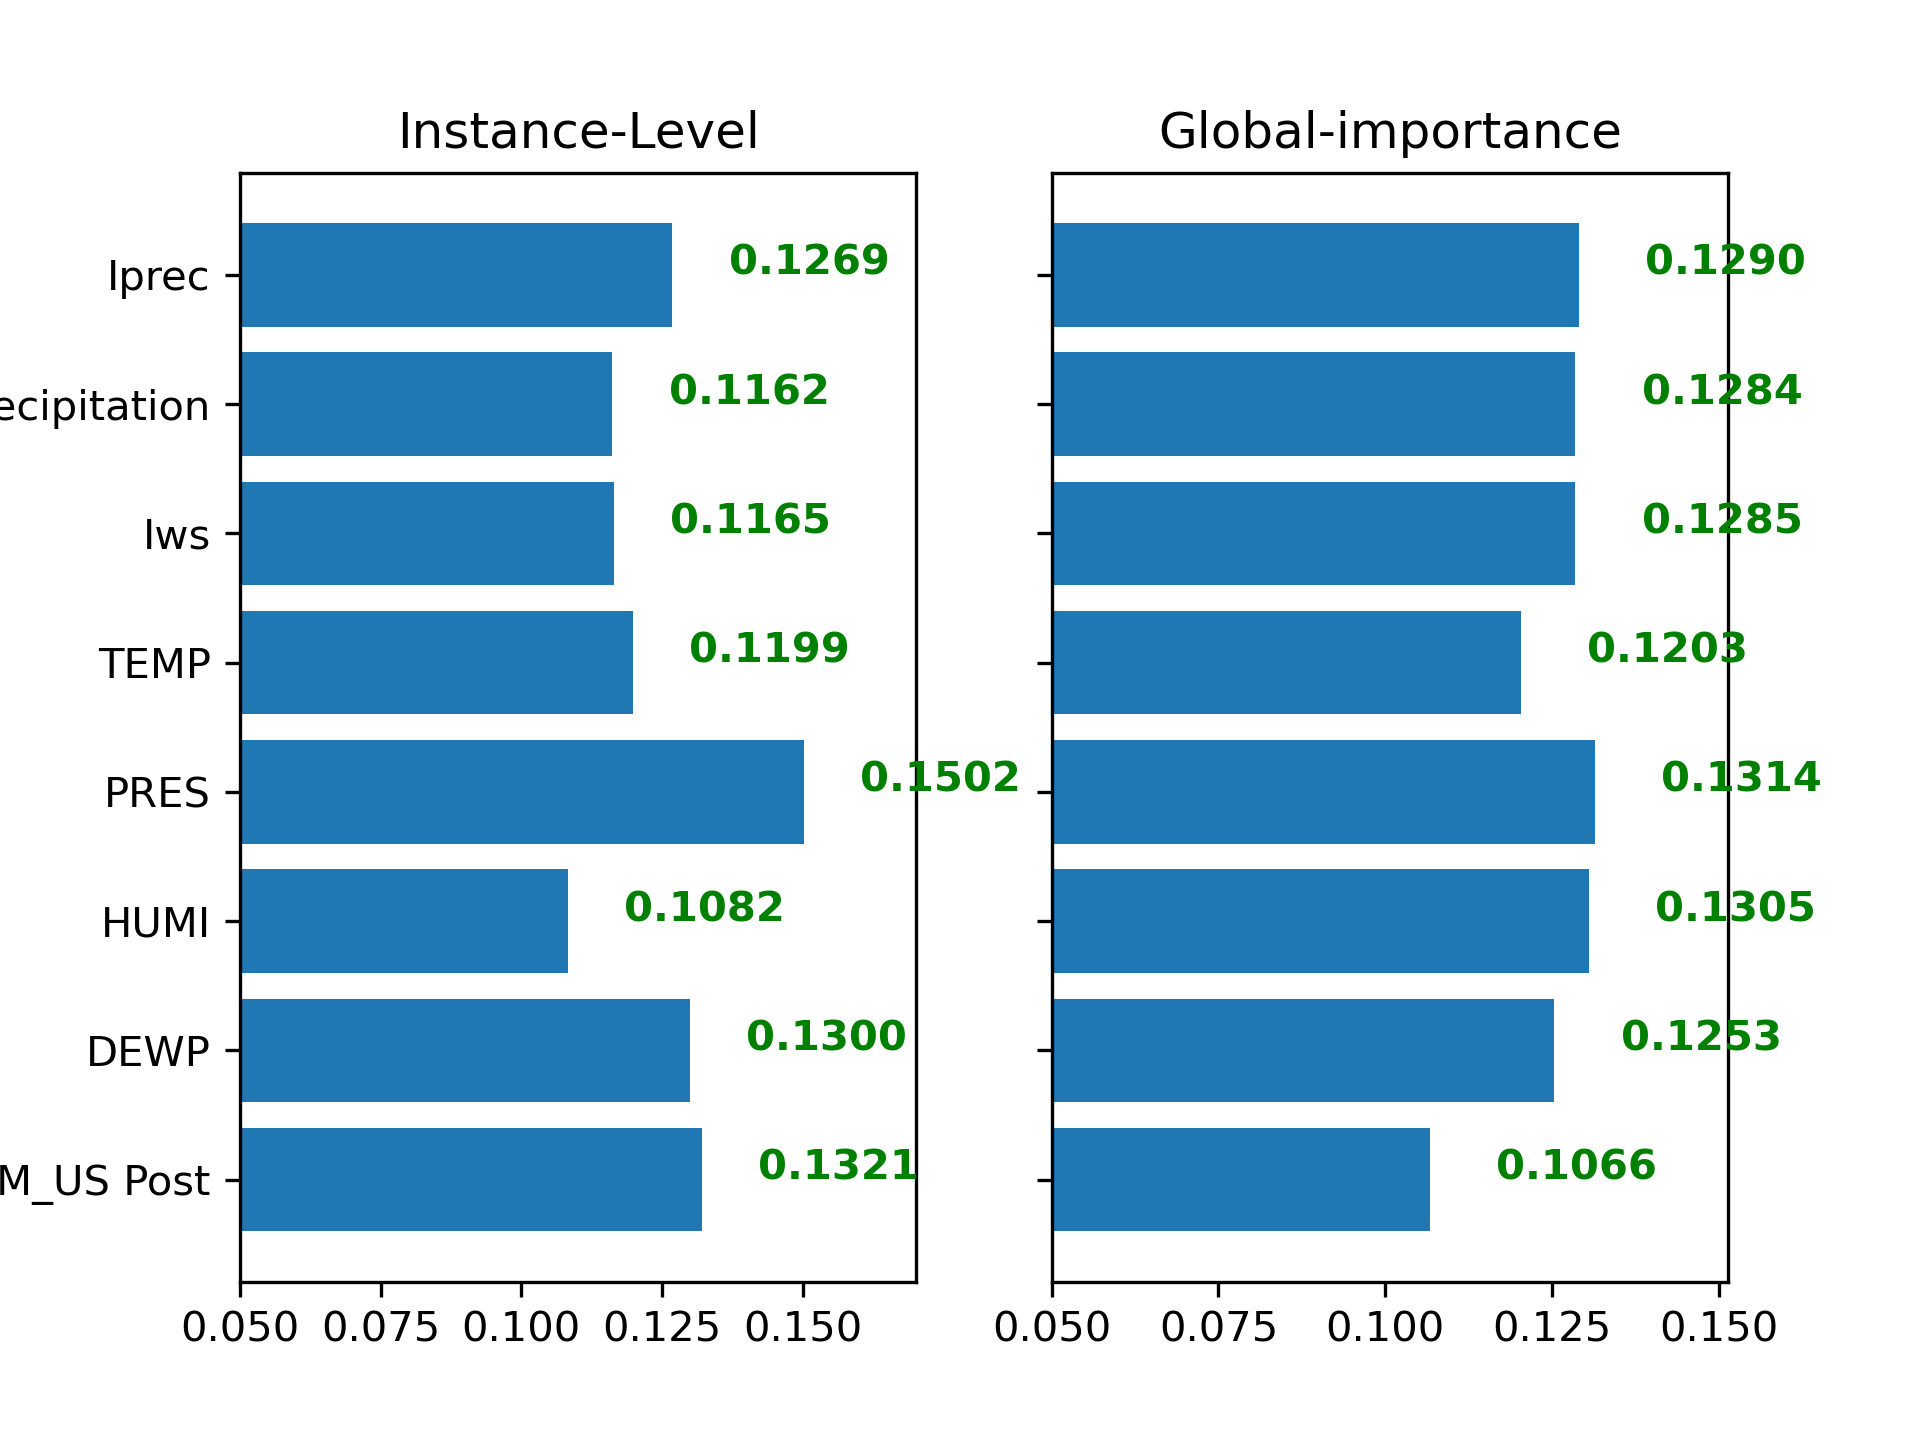 Instance-Level
Global-importance
Iprec
0.1269
0.1290
ecipitation
0.1162
0.1284
Iws
0.1165
0.1285
TEMP
0.1199
0.1203
PRES
0.1502
0.1314
HUMI
0.1082
0.1305
DEWP
0.1300
0.1253
M_US Post
0.1321
0.1066
0.050 0.075 0.100 0.125 0.150
0.050 0.075 0.100 0.125 0.150